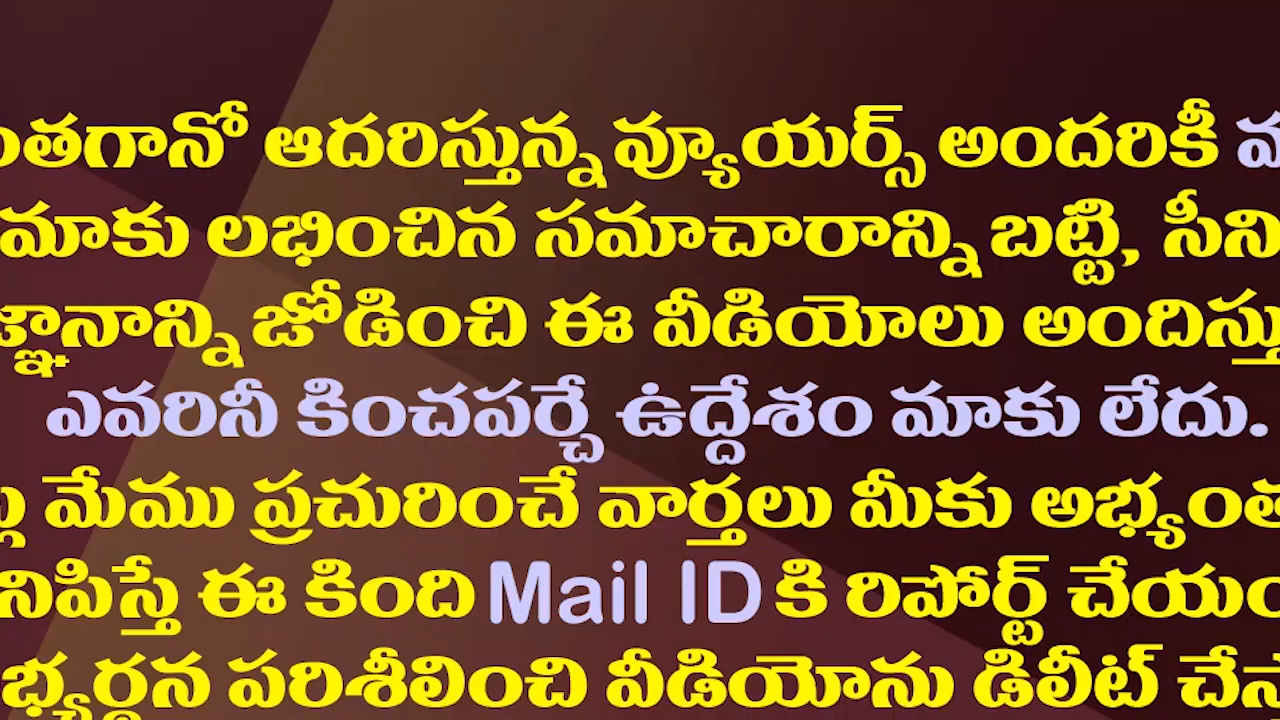 ఆదరిస్తున్న వ్యూయర్స్ అందరికీ
మాకు లభించిన సమాచారాన్ని బట్టి,
జోడించి ఈ వీడియోలు
ఎవరినీ కించపర్చే ఉద్దేశం మాకు లేదు.
మేము ప్రచురించే వార్తలు మీకు
ఈ కింది Mail ID కి రిపోర్ట్
పరిశీలించి వీడియోను డిలీట్